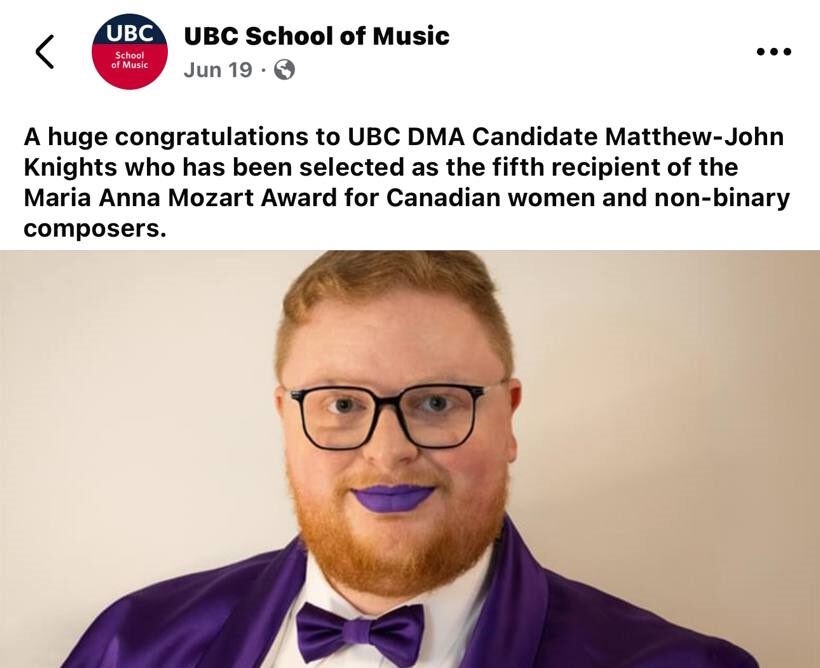 UBC
School
of Music
UBC School of Music
Jun 19 ·
A huge congratulations to UBC DMA Candidate Matthew-John
Knights who has been selected as the fifth recipient of the
Maria Anna Mozart Award for Canadian women and non-binary
composers.